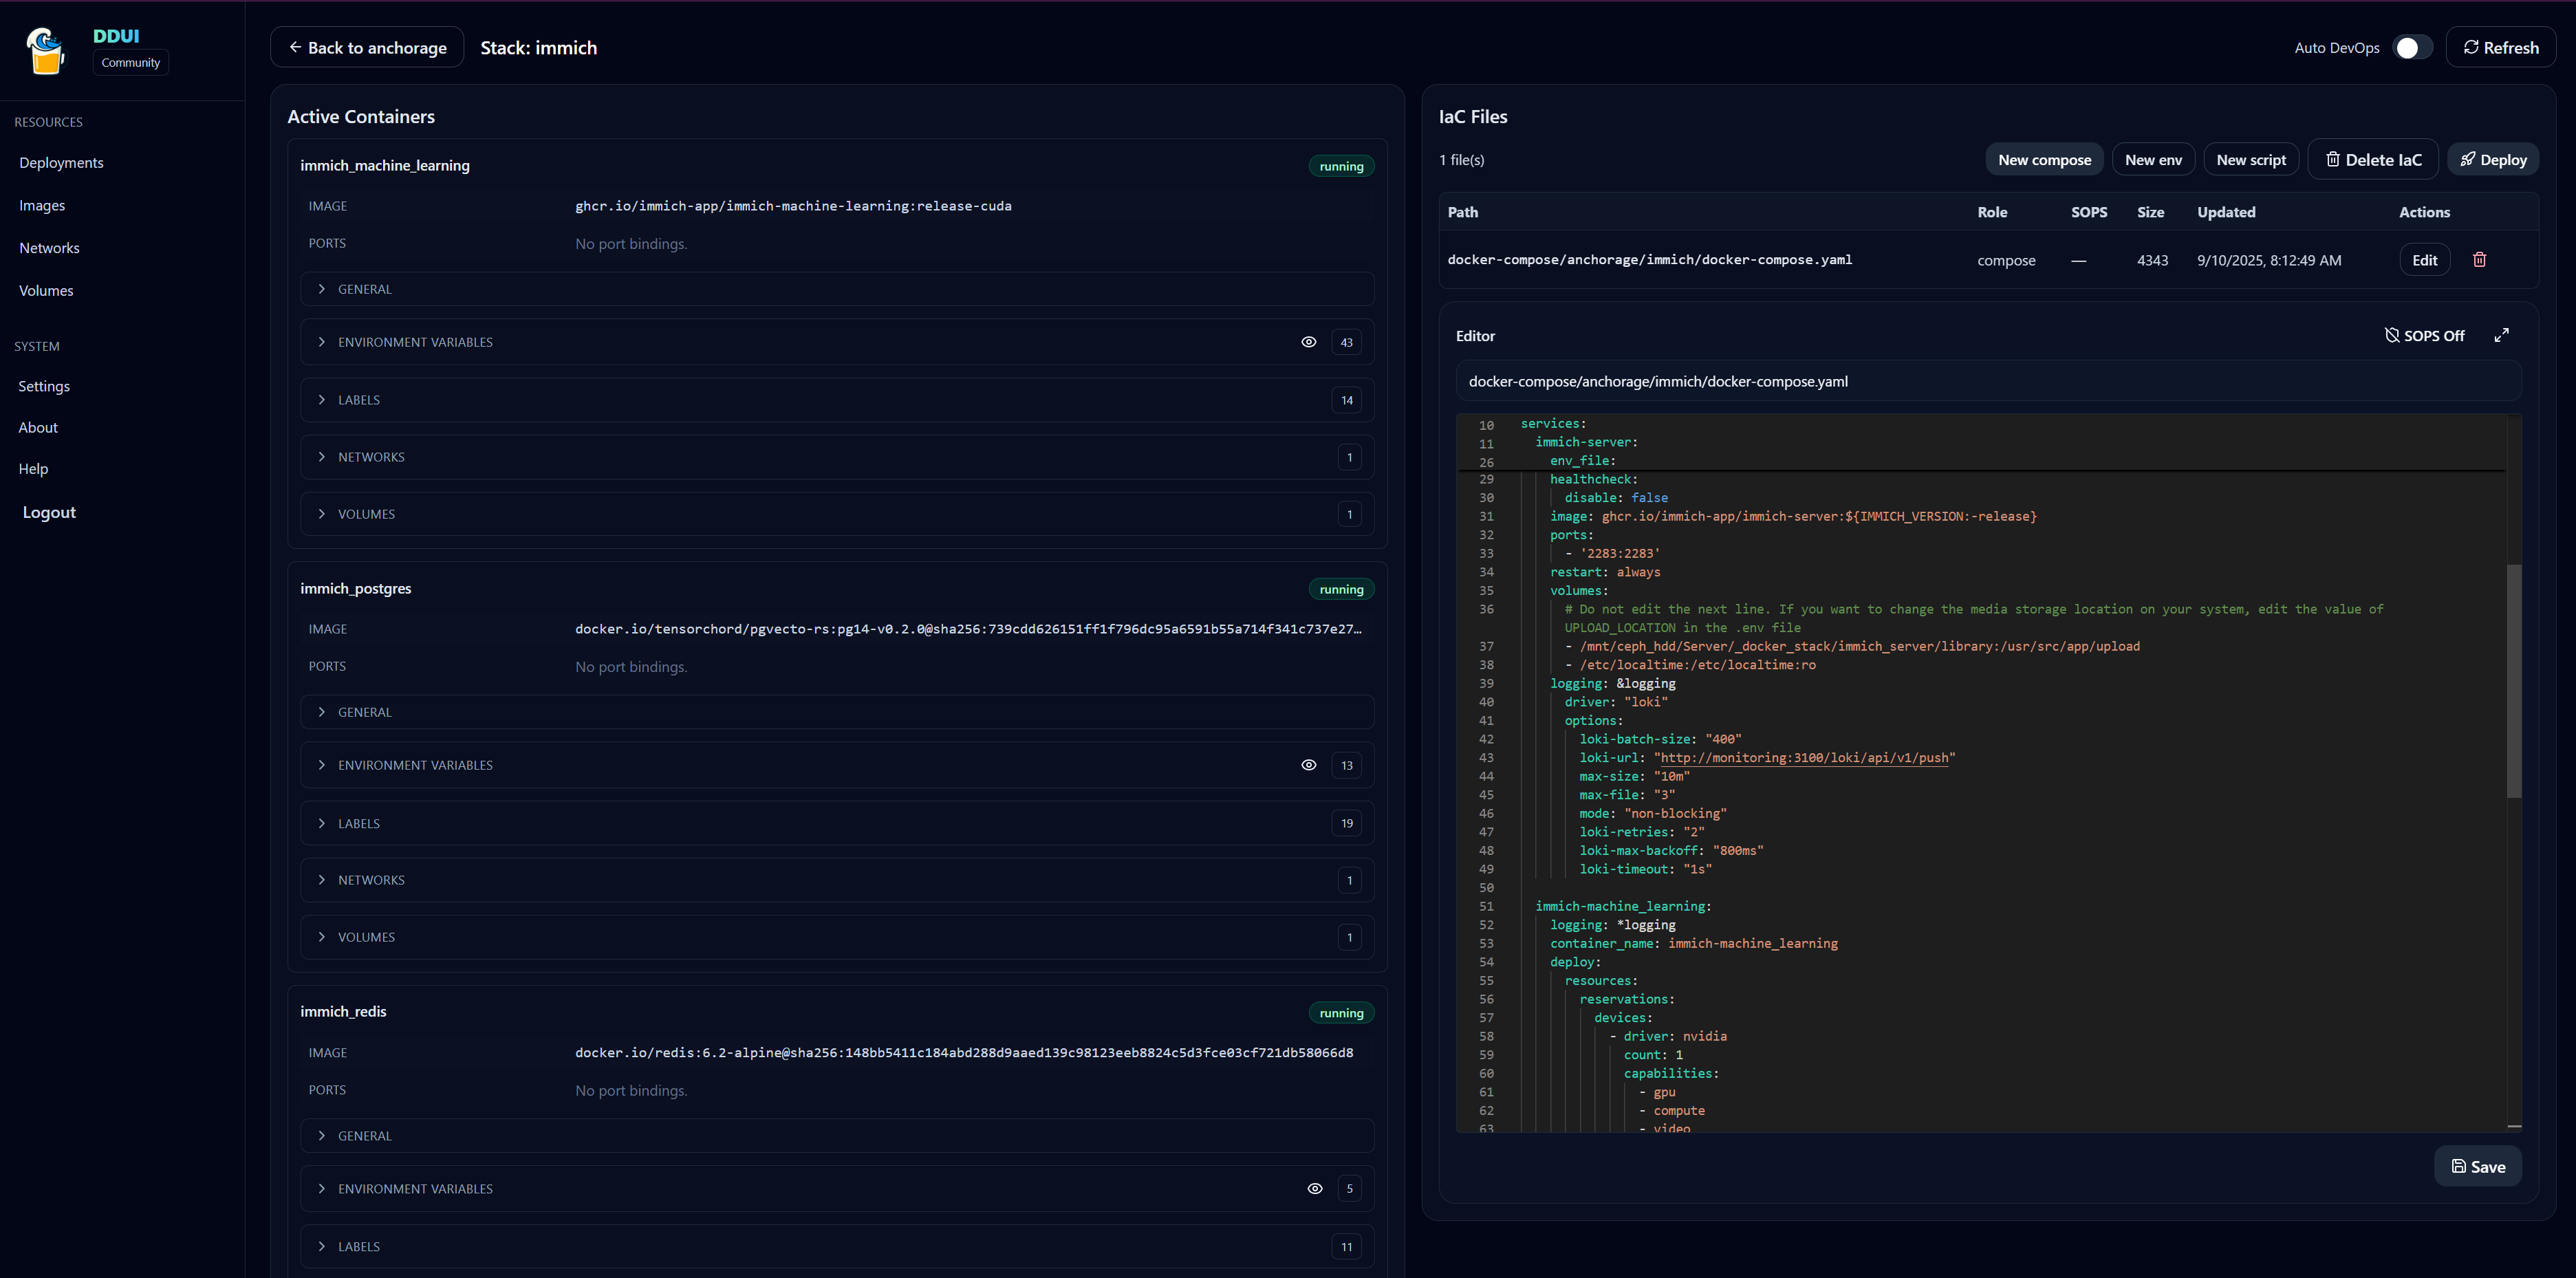 DDUI
Community
RESOURCES
Deployments
Images
Networks
Volumes
SYSTEM
Settings
About
Help
Logout
Back to anchorage
Stack: immich
Auto DevOps
Refresh
Active Containers
immich_machine_learning
running
IMAGE
ghcr.io/immich-app/immich-machine-learning:release-cuda
PORTS
No port bindings.
GENERAL
ENVIRONMENT VARIABLES
43
LABELS
14
NETWORKS
1
VOLUMES
1
immich_postgres
running
IMAGE
docker.io/tensorchord/pgvecto-rs:pg14-v0.2.0@sha256:739cdd626151ff1f796dc95a6591b55a714f341c737e27…
PORTS
No port bindings.
GENERAL
ENVIRONMENT VARIABLES
13
LABELS
19
NETWORKS
1
VOLUMES
1
immich_redis
running
IMAGE
docker.io/redis:6.2-alpine@sha256:148bb5411c184abd288d9aaed139c98123eeb8824c5d3fce03cf721db58066d8
PORTS
No port bindings.
GENERAL
ENVIRONMENT VARIABLES
5
LABELS
11
IaC Files
1 file(s)
New compose
New env
New script
Delete IaC
Deploy
Path Role SOPS Size Updated Actions
docker-compose/anchorage/immich/docker-compose.yaml compose — 4343 9/10/2025, 8:12:49 AM Edit
Editor
SOPS Off
docker-compose/anchorage/immich/docker-compose.yaml
10 services:
11 immich-server:
26 env_file:
29 healthcheck:
30 disable: false
31 image: ghcr.io/immich-app/immich-server:${IMMICH_VERSION:-release}
32 ports:
33 - '2283:2283'
34 restart: always
35 volumes:
36 # Do not edit the next line. If you want to change the media storage location on your system, edit the value of
UPLOAD_LOCATION in the .env file
37 - /mnt/ceph_hdd/Server/_docker_stack/immich_server/library:/usr/src/app/upload
38 - /etc/localtime:/etc/localtime:ro
39 logging: &logging
40 driver: "loki"
41 options:
42 loki-batch-size: "400"
43 loki-url: "http://monitoring:3100/loki/api/v1/push"
44 max-size: "10m"
45 max-file: "3"
46 mode: "non-blocking"
47 loki-retries: "2"
48 loki-max-backoff: "800ms"
49 loki-timeout: "1s"
50
51 immich-machine_learning:
52 logging: *logging
53 container_name: immich-machine_learning
54 deploy:
55 resources:
56 reservations:
57 devices:
58 - driver: nvidia
59 count: 1
60 capabilities:
61 - gpu
62 - compute
63 - video
Save